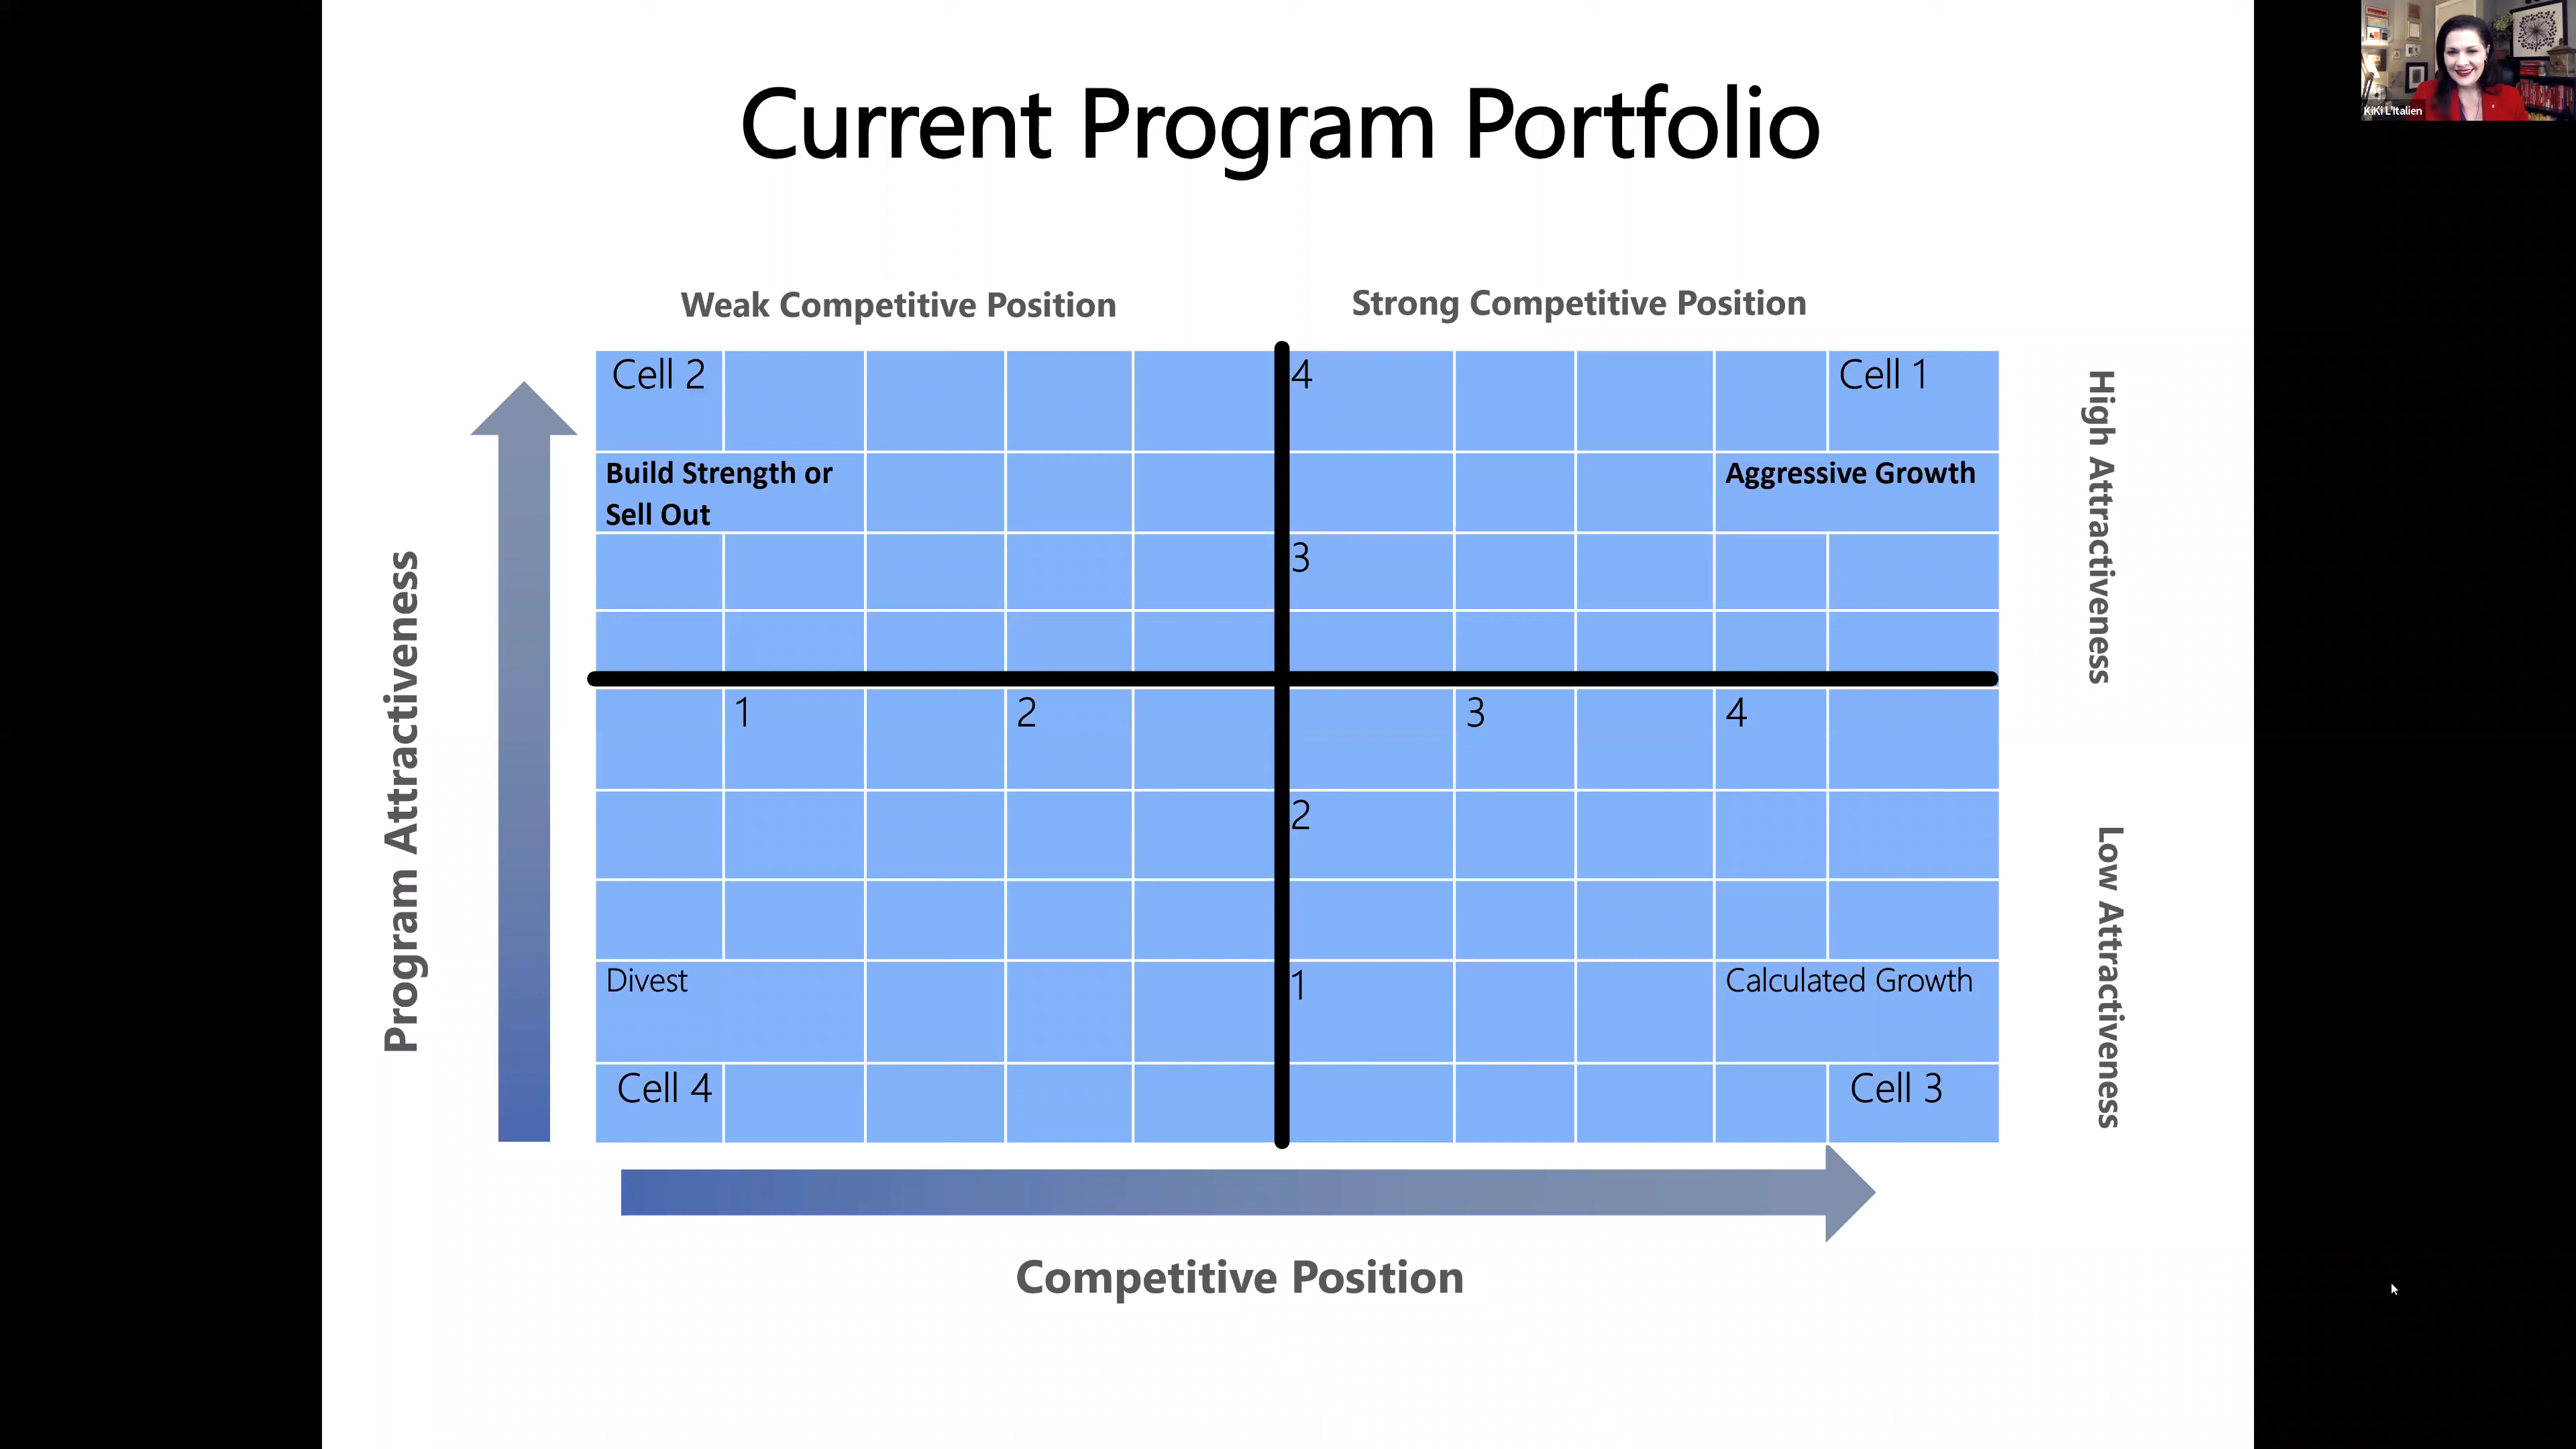 Current Program Portfolio
KiKi L'Italien
Weak Competitive Position
Strong Competitive Position
Cell 2
4
Cell 1
Build Strength or
Sell Out
Aggressive Growth
3
High Attractiveness
Program Attractiveness
1
2
3
4
2
Low Attractiveness
Divest
1
Calculated Growth
Cell 4
Cell 3
Competitive Position